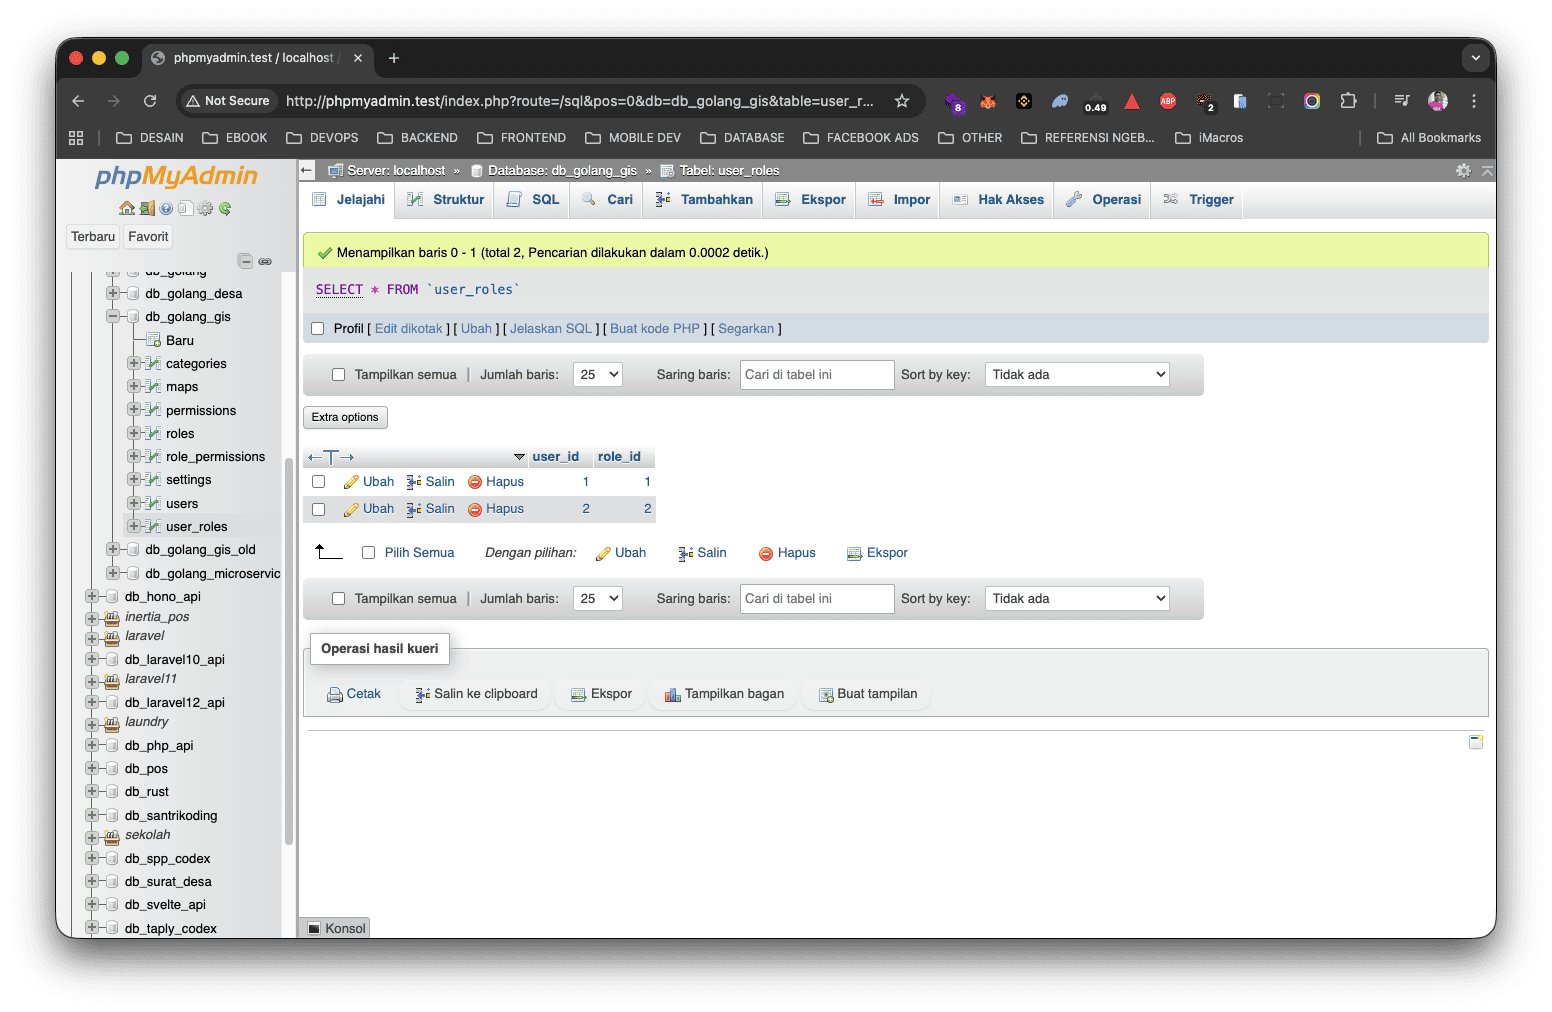 phpmyadmin.test / localhost /
Not Secure
http://phpmyadmin.test/index.php?route=/sql&pos=0&db=db_golang_gis&table=user_r...
8
0.49
ABP
2
DESAIN
EBOOK
DEVOPS
BACKEND
FRONTEND
MOBILE DEV
DATABASE
FACEBOOK ADS
OTHER
REFERENSI NGEB...
iMacros
All Bookmarks
phpMyAdmin
Terbaru
Favorit
db_golang
db_golang_desa
db_golang_gis
Baru
categories
maps
permissions
roles
role_permissions
settings
users
user_roles
db_golang_gis_old
db_golang_microservic
db_hono_api
inertia_pos
laravel
db_laravel10_api
laravel11
db_laravel12_api
laundry
db_php_api
db_pos
db_rust
db_santrikoding
sekolah
db_spp_codex
db_surat_desa
db_svelte_api
db_taply_codex
Server: localhost » Database: db_golang_gis » Tabel: user_roles
Jelajahi
Struktur
SQL
Cari
Tambahkan
Ekspor
Impor
Hak Akses
Operasi
Trigger
Menampilkan baris 0 - 1 (total 2, Pencarian dilakukan dalam 0.0002 detik.)
SELECT * FROM `user_roles`
Profil [ Edit dikotak ] [ Ubah ] [ Jelaskan SQL ] [ Buat kode PHP ] [ Segarkan ]
Tampilkan semua | Jumlah baris: 25 Saring baris: Cari di tabel ini Sort by key: Tidak ada
Extra options
←T→ user_id role_id
Ubah Salin Hapus 1 1
Ubah Salin Hapus 2 2
Pilih Semua Dengan pilihan: Ubah Salin Hapus Ekspor
Tampilkan semua | Jumlah baris: 25 Saring baris: Cari di tabel ini Sort by key: Tidak ada
Operasi hasil kueri
Cetak
Salin ke clipboard
Ekspor
Tampilkan bagan
Buat tampilan
Konsol